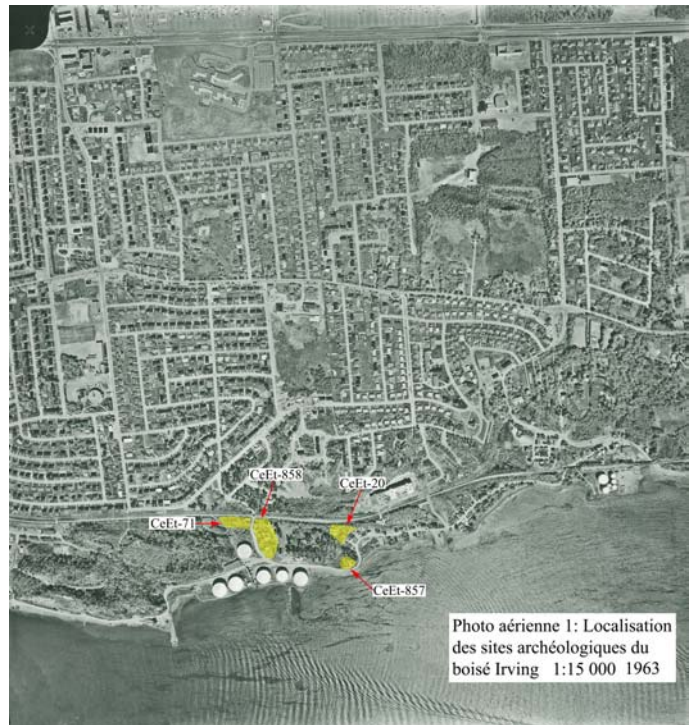 CeEt-858
CeEt-20
CeEt-71
CeEt-857
Photo aérienne 1: Localisation
des sites archéologiques du
boisé Irving 1:15 000 1963